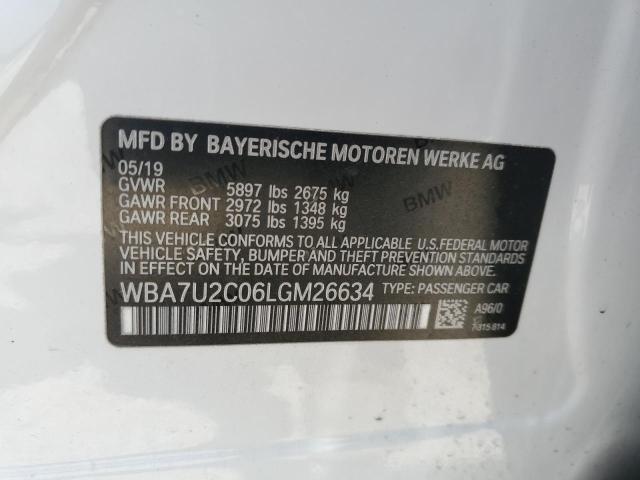 MFD BY BAYERISCHE MOTOREN WERKE AG
05/19
GVWR 5897 lbs 2675 kg
GAWR FRONT 2972 lbs 1348 kg
GAWR REAR 3075 lbs 1395 kg
THIS VEHICLE CONFORMS TO ALL APPLICABLE U.S.FEDERAL MOTOR
VEHICLE SAFETY, BUMPER AND THEFT PREVENTION STANDARDS
IN EFFECT ON THE DATE OF MANUFACTURE SHOWN ABOVE.
WBA7U2C06LGM26634 TYPE: PASSENGER CAR
A96/0
7-315 814
BMW
BMW